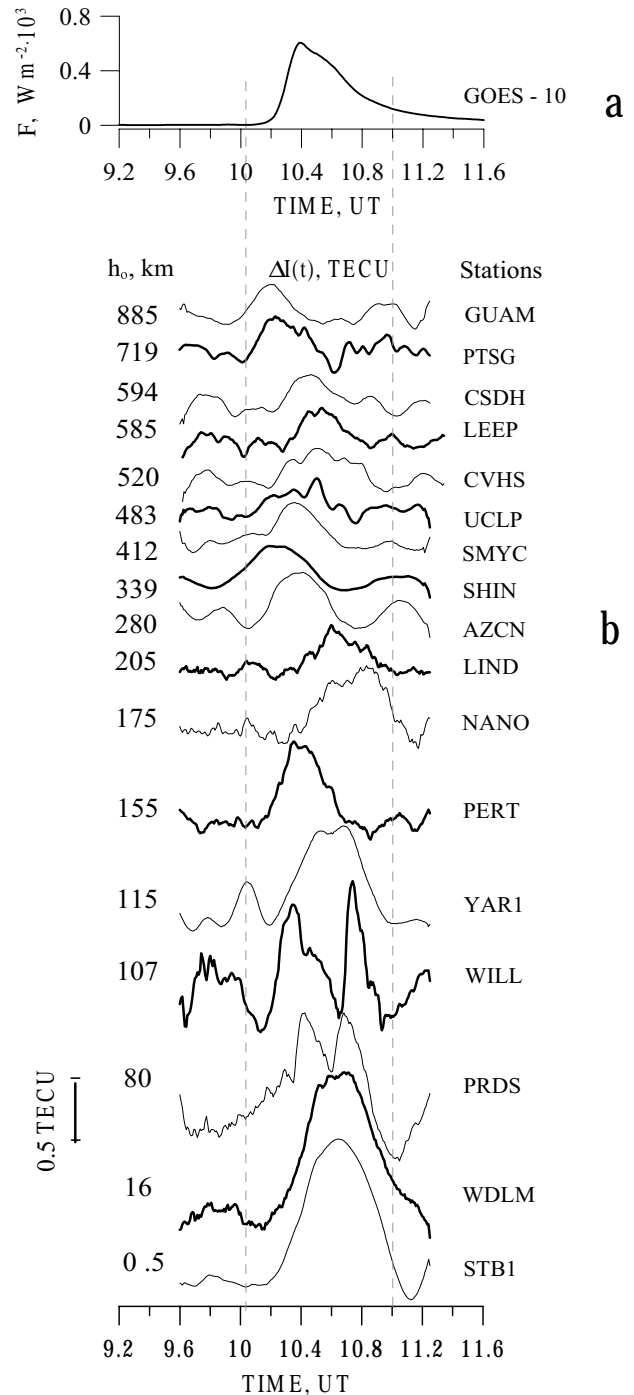 0.8
0.4
0
F, W m⁻²·10³
GOES - 10
a
9.2 9.6 10 10.4 10.8 11.2 11.6
TIME, UT
h₀, km ΔI(t), TECU Stations
885 GUAM
719 PTSG
594 CSDH
585 LEEP
520 CVHS
483 UCLP
412 SMYC
339 SHIN
280 AZCN
b
205 LIND
175 NANO
155 PERT
115 YAR1
107 WILL
80 PRDS
0.5 TECU
16 WDLM
0 .5 STB1
9.2 9.6 10 10.4 10.8 11.2 11.6
TIME, UT